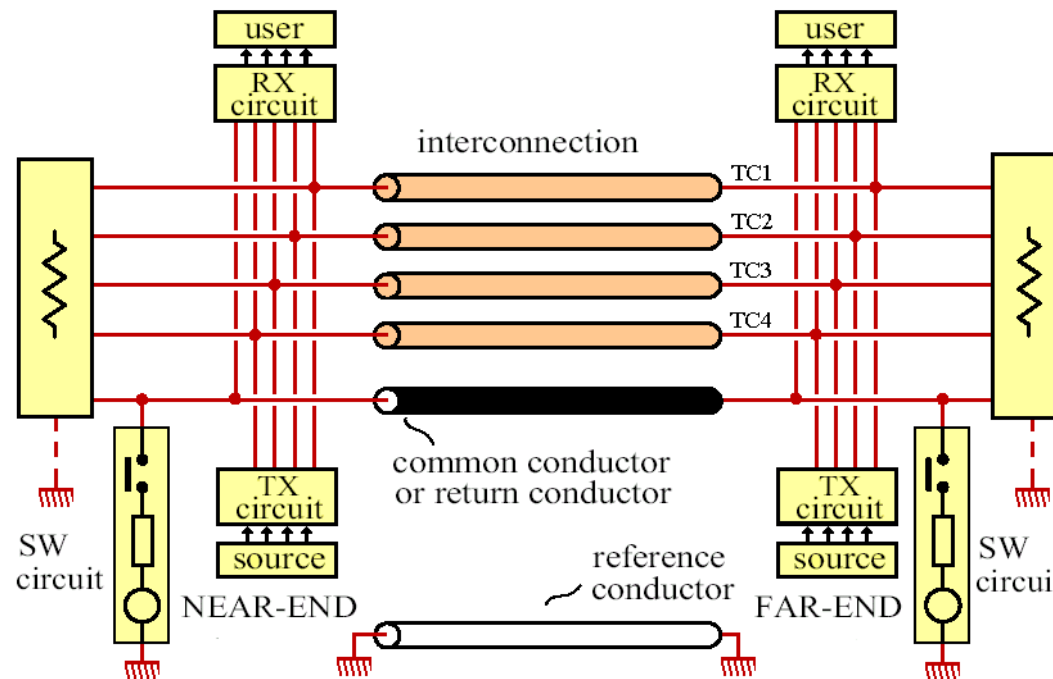 user
user
RX
circuit
RX
circuit
interconnection
TC1
TC2
TC3
TC4
common conductor
or return conductor
TX
circuit
TX
circuit
SW
circuit
source
reference
conductor
source
SW
circuit
NEAR-END
FAR-END